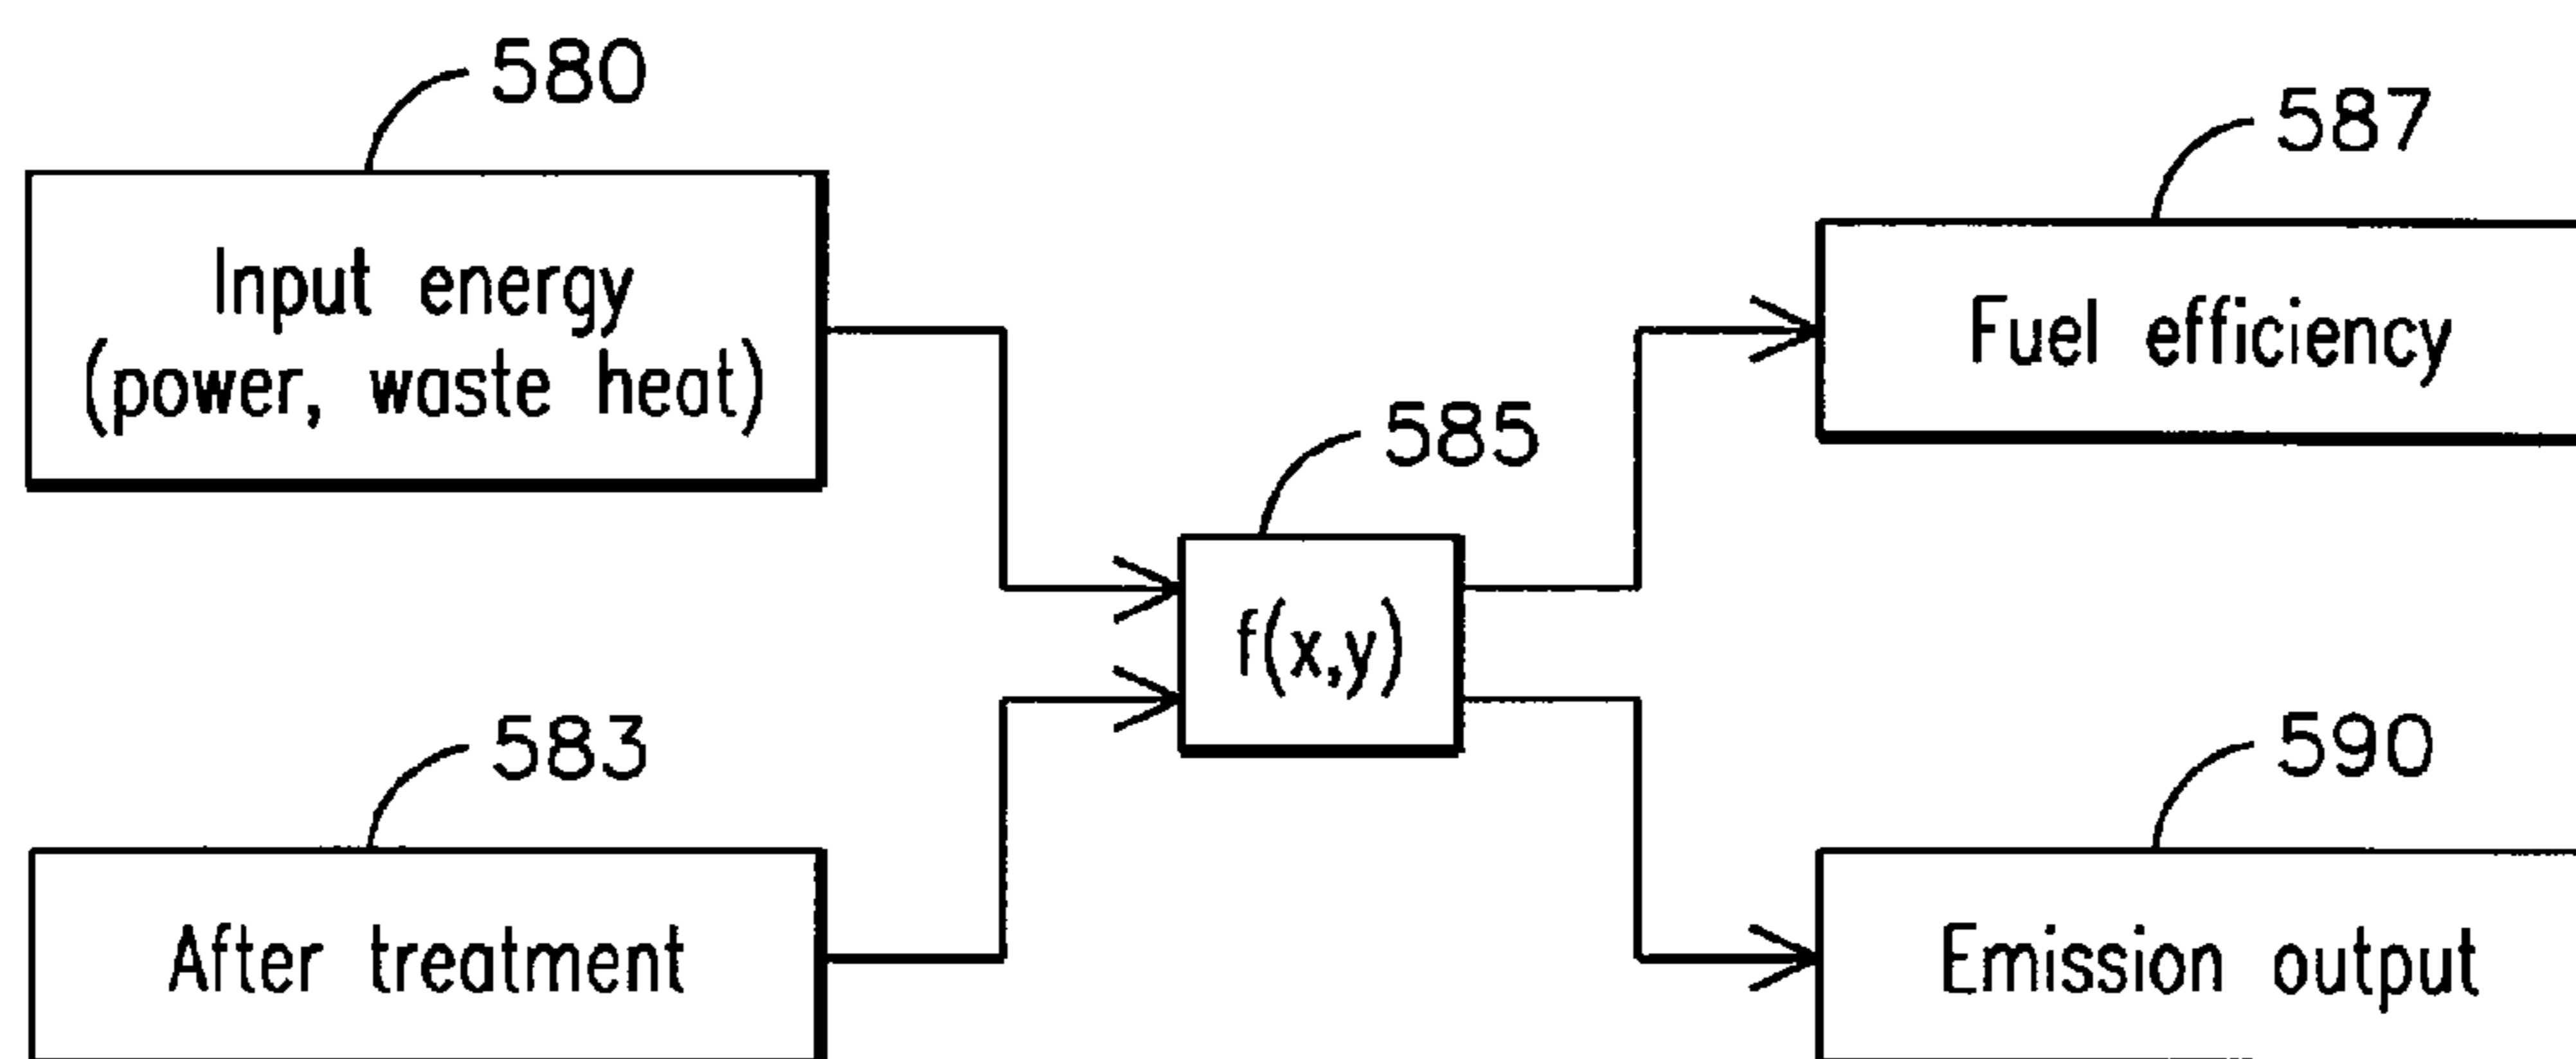 580
Input energy
(power, waste heat)
583
After treatment
585
f(x,y)
587
Fuel efficiency
590
Emission output